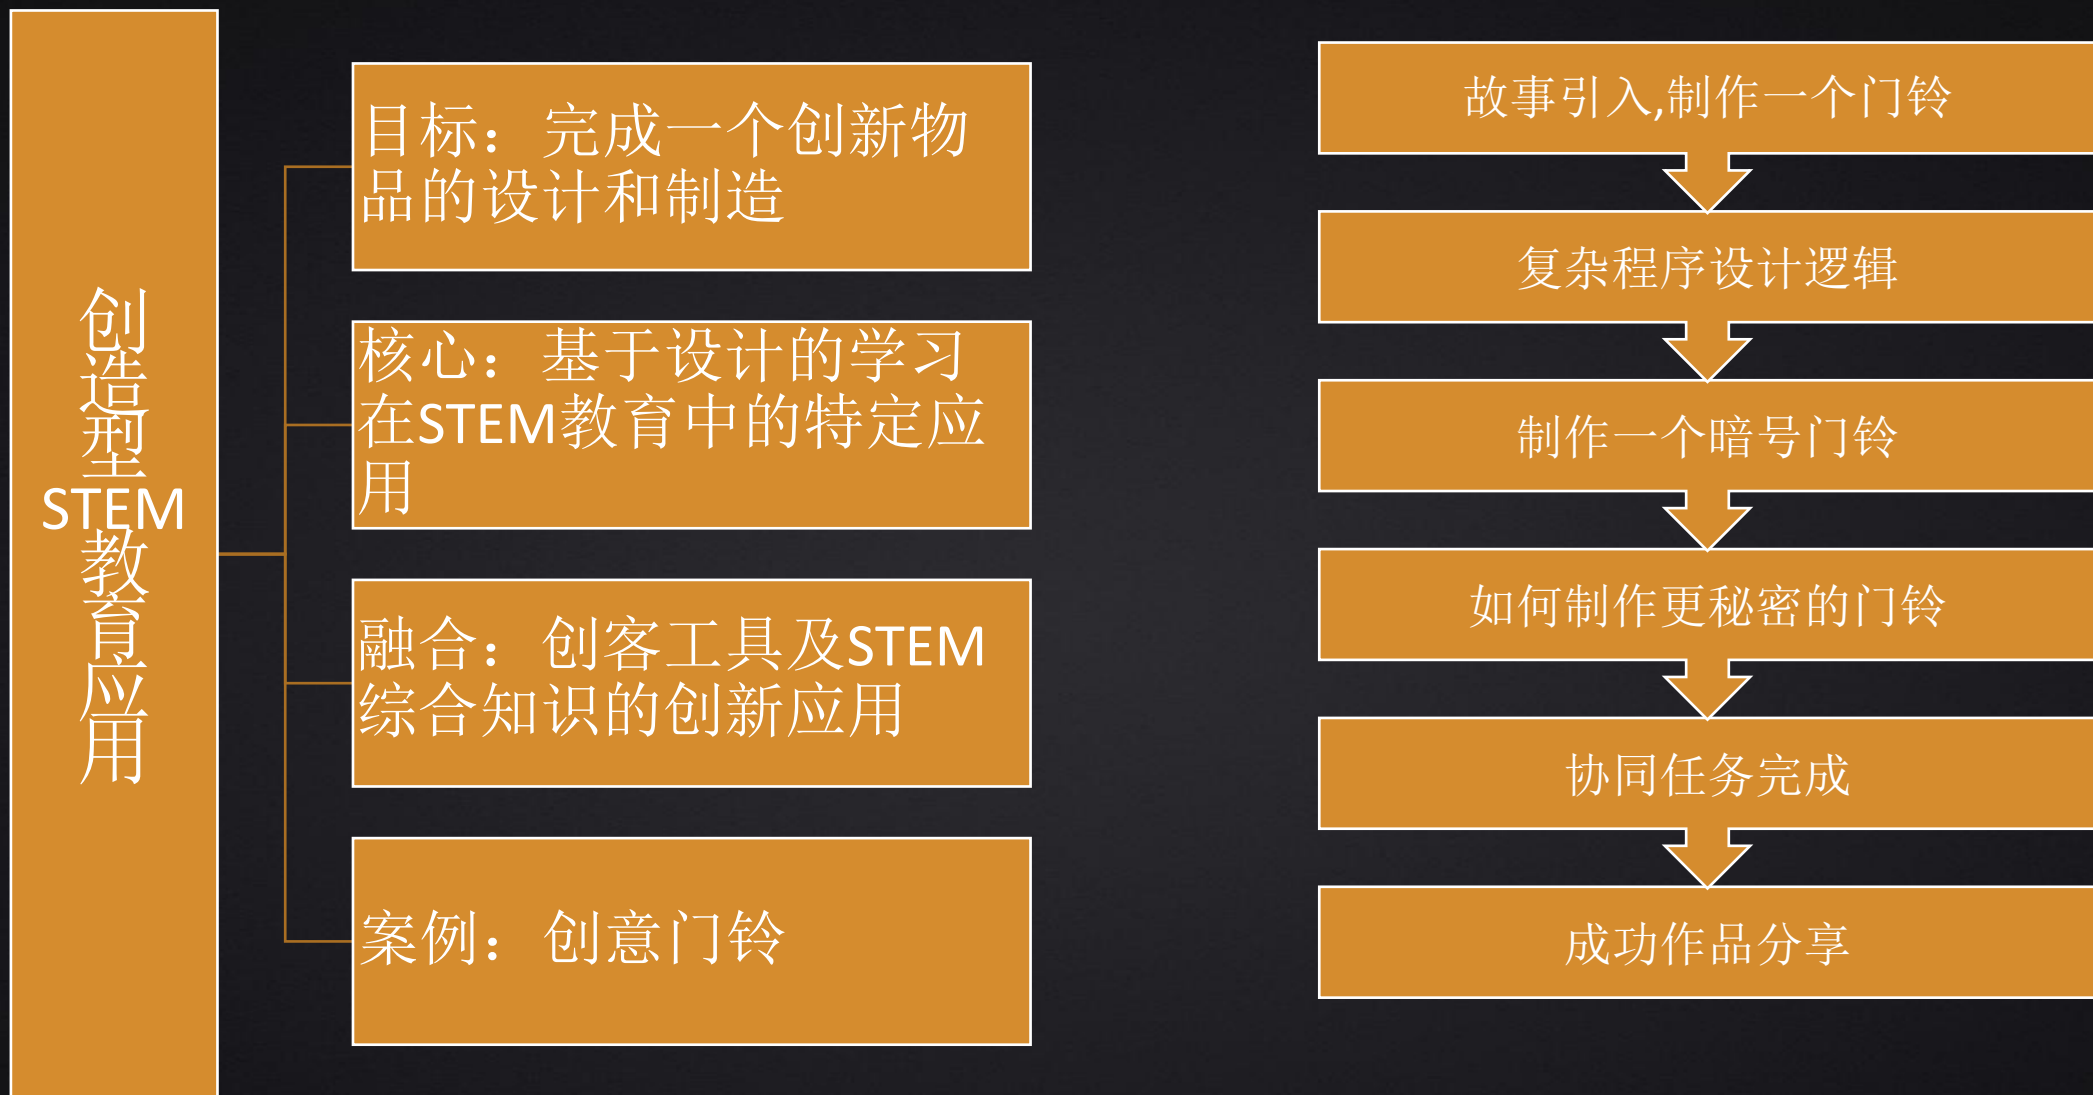 创造型STEM教育应用
目标：完成一个创新物
品的设计和制造
核心：基于设计的学习
在STEM教育中的特定应
用
融合：创客工具及STEM
综合知识的创新应用
案例：创意门铃
故事引入,制作一个门铃
复杂程序设计逻辑
制作一个暗号门铃
如何制作更秘密的门铃
协同任务完成
成功作品分享